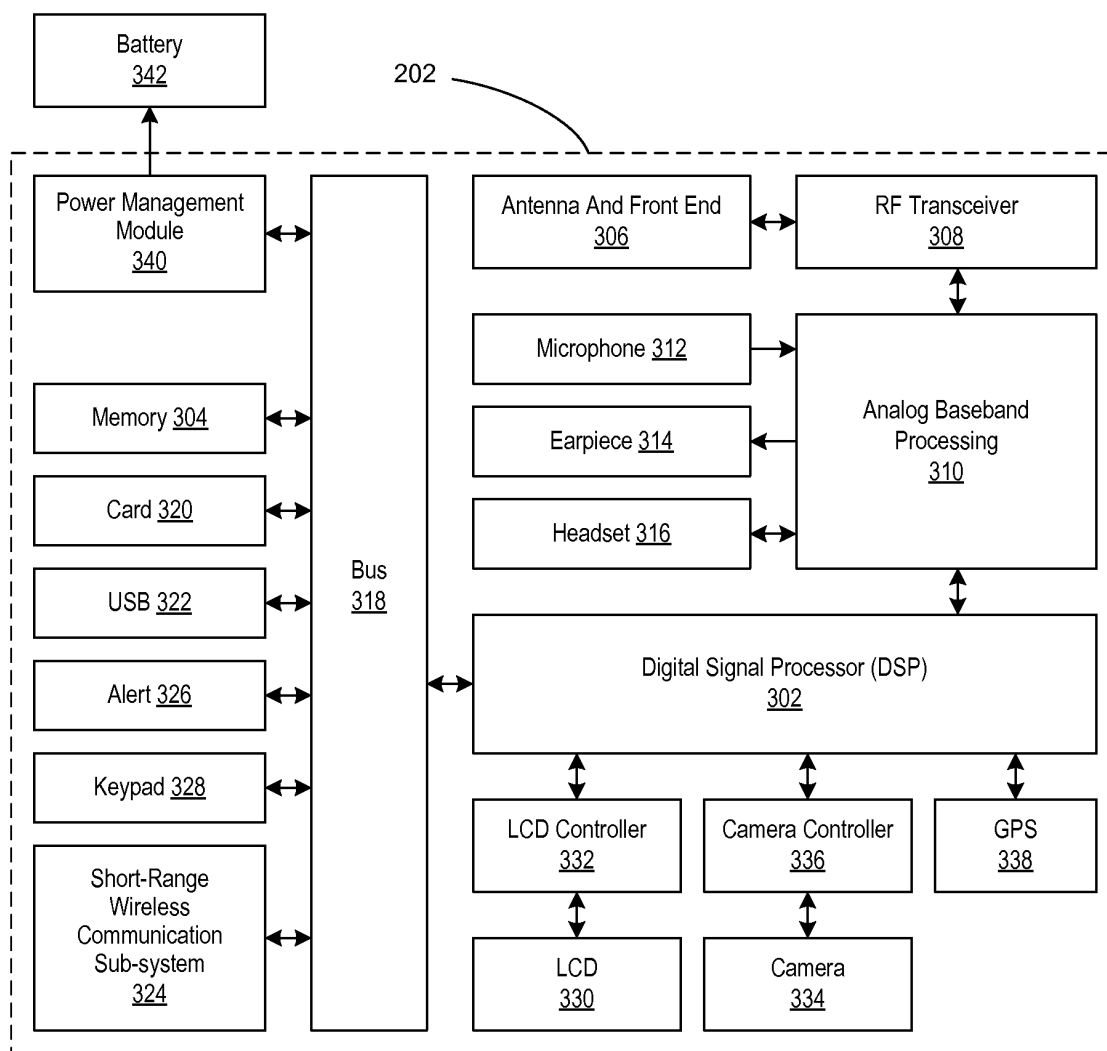 Battery
342
202
Power Management
Module
340
Antenna And Front End
306
RF Transceiver
308
Microphone 312
Earpiece 314
Headset 316
Analog Baseband
Processing
310
Memory 304
Card 320
USB 322
Alert 326
Keypad 328
Short-Range
Wireless
Communication
Sub-system
324
Bus
318
Digital Signal Processor (DSP)
302
LCD Controller
332
Camera Controller
336
GPS
338
LCD
330
Camera
334